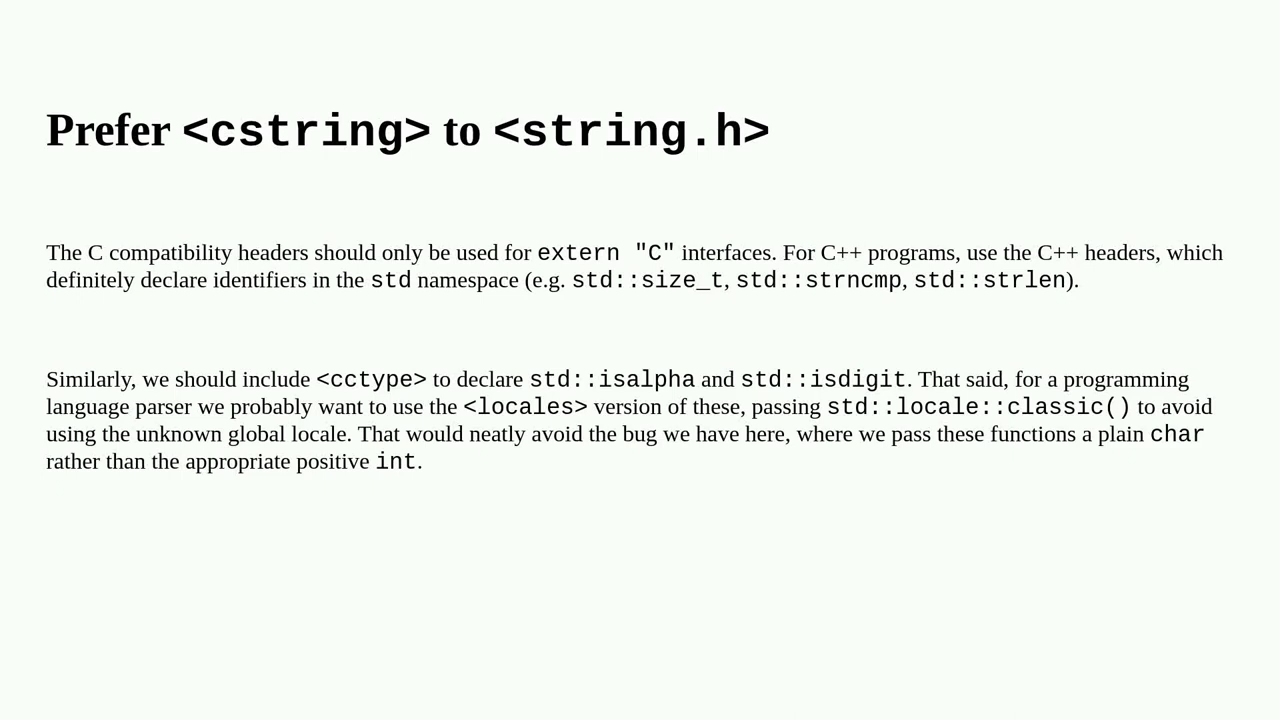 Prefer <cstring> to <string.h>
The C compatibility headers should only be used for extern "C" interfaces. For C++ programs, use the C++ headers, which
definitely declare identifiers in the std namespace (e.g. std::size_t, std::strncmp, std::strlen).
Similarly, we should include <cctype> to declare std::isalpha and std::isdigit. That said, for a programming
language parser we probably want to use the <locales> version of these, passing std::locale::classic() to avoid
using the unknown global locale. That would neatly avoid the bug we have here, where we pass these functions a plain char
rather than the appropriate positive int.